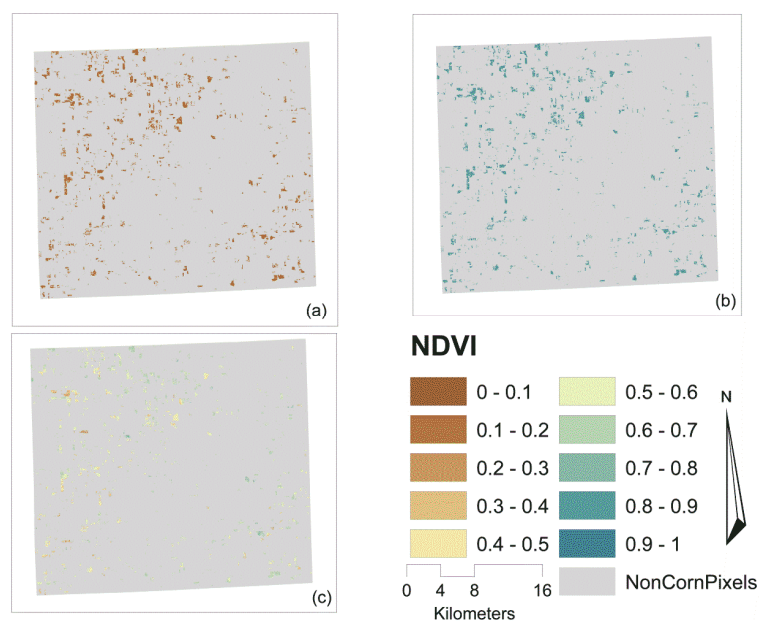 (a)
(b)
(c)
NDVI
0 - 0.1
0.1 - 0.2
0.2 - 0.3
0.3 - 0.4
0.4 - 0.5
0.5 - 0.6
0.6 - 0.7
0.7 - 0.8
0.8 - 0.9
0.9 - 1
NonCornPixels
N
0 4 8 16
Kilometers